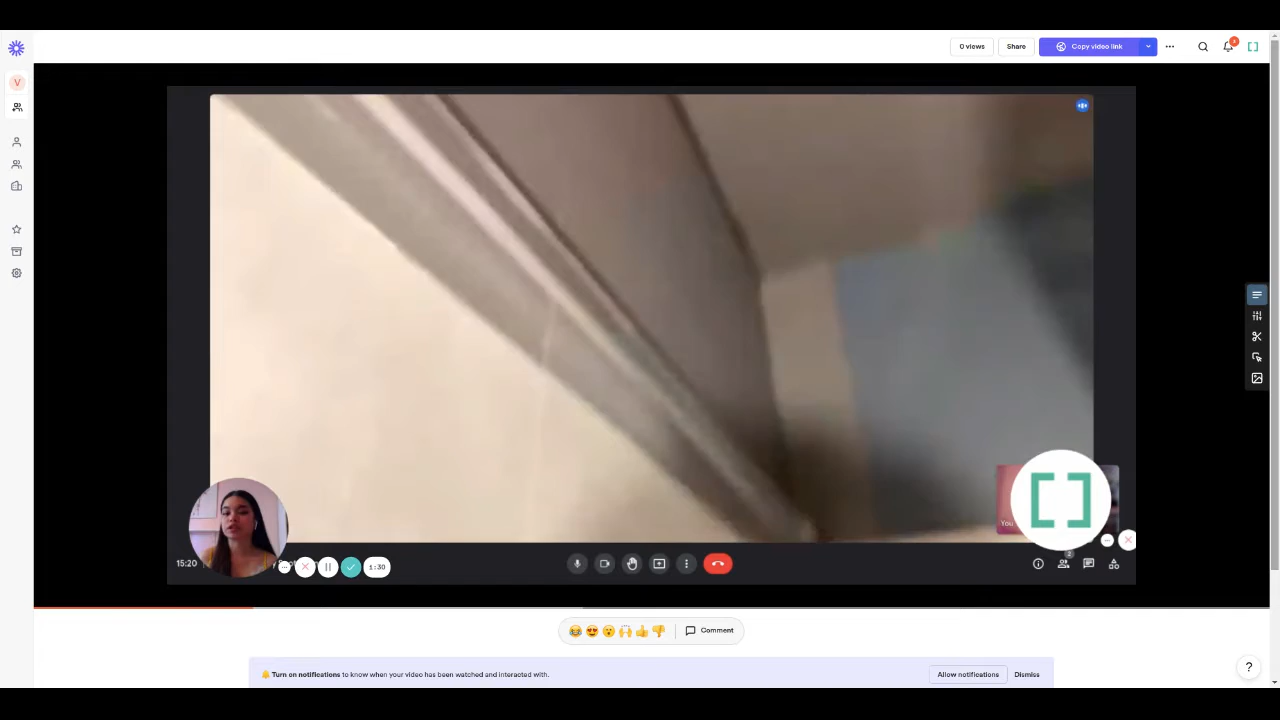 0 views
Share
Copy video link
V
You
15:20
1:30
2
Comment
Turn on notifications to know when your video has been watched and interacted with.
Allow notifications
Dismiss
?